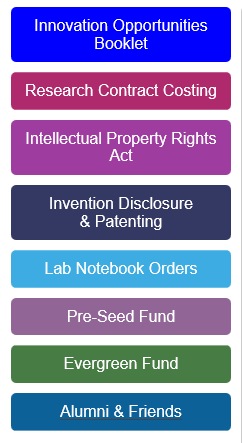 Innovation Opportunities
Booklet
Research Contract Costing
Intellectual Property Rights
Act
Invention Disclosure
& Patenting
Lab Notebook Orders
Pre-Seed Fund
Evergreen Fund
Alumni & Friends